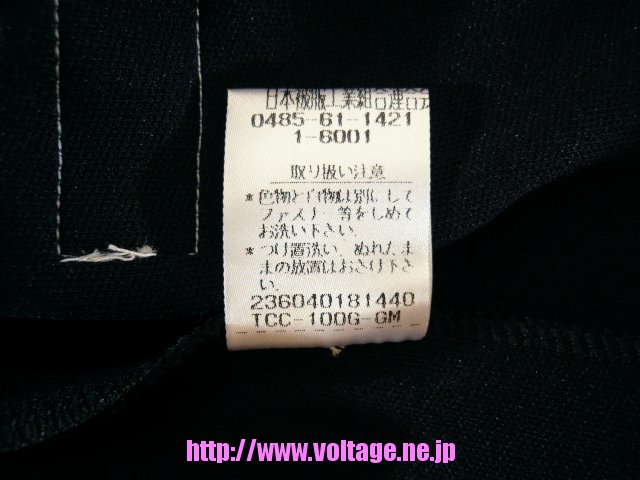 0485-61-1421
1-6001
取り扱い注意
*色物と白物は別にして
ファスナー等をしめて
お洗い下さい.
*つけ置洗い、ぬれたま
まの放置はおさけ下さ
い.
236040181440
TCC-100G-GM
http://www.voltage.ne.jp